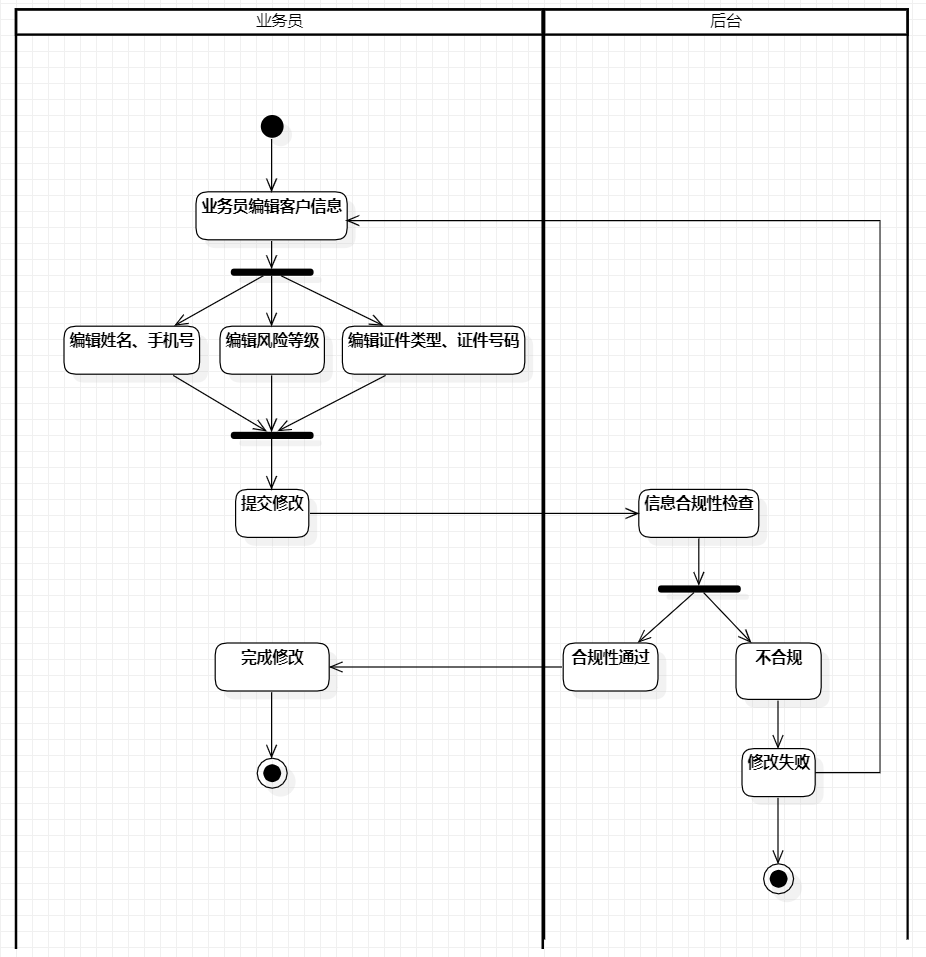 业务员
后台
业务员编辑客户信息
编辑姓名、手机号
编辑风险等级
编辑证件类型、证件号码
提交修改
信息合规性检查
完成修改
合规性通过
不合规
修改失败